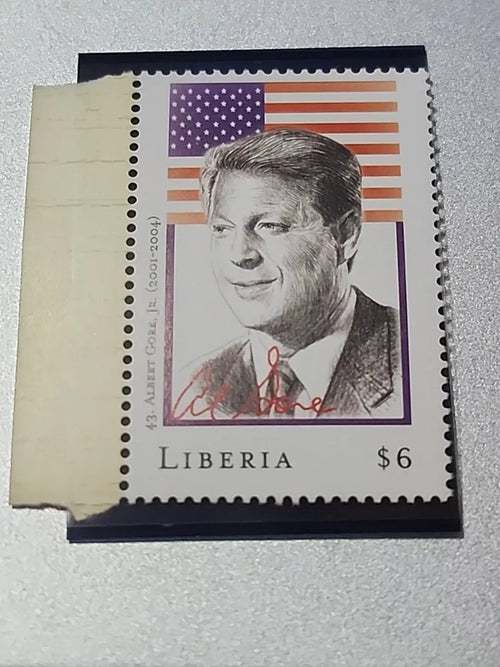 43. ALBERT GORE, JR. (2001-2004)
Al Gore
LIBERIA
$6